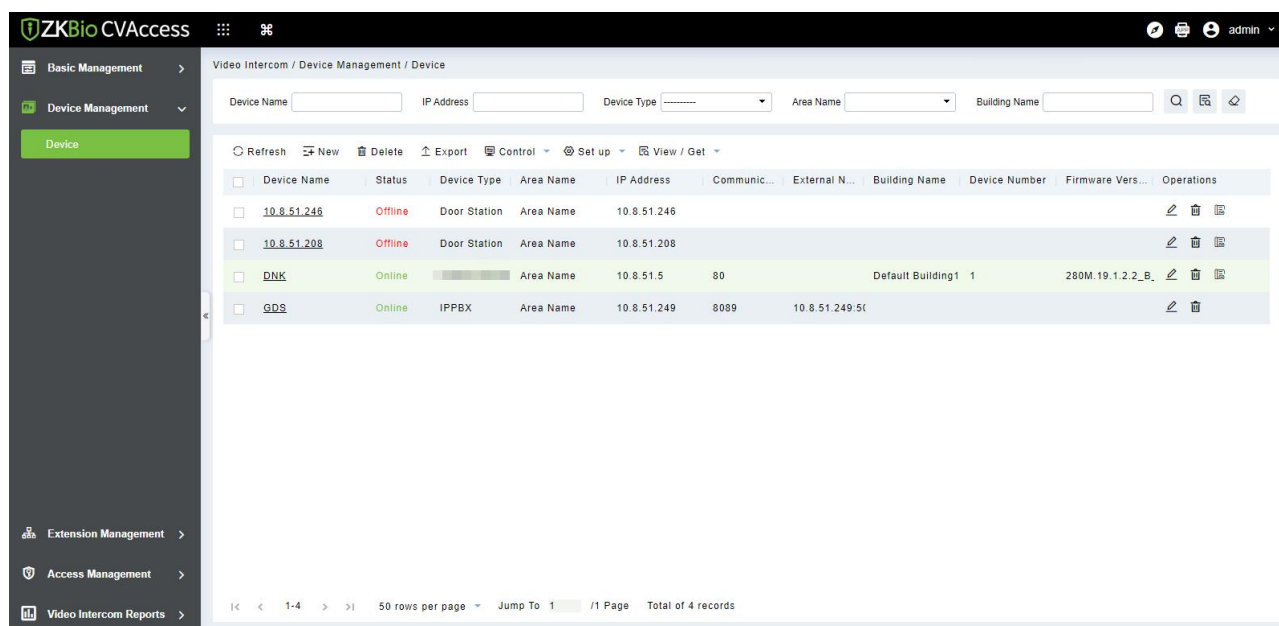 ZKBio CVAccess
admin
Basic Management
Device Management
Device
Extension Management
Access Management
Video Intercom Reports
Video Intercom / Device Management / Device
Device Name IP Address Device Type ---------- Area Name Building Name
Refresh New Delete Export Control Set up View / Get
Device Name Status Device Type Area Name IP Address Communic... External N... Building Name Device Number Firmware Vers... Operations
10.8.51.246 Offline Door Station Area Name 10.8.51.246
10.8.51.208 Offline Door Station Area Name 10.8.51.208
DNK Online Area Name 10.8.51.5 80 Default Building1 1 280M.19.1.2.2_B_
GDS Online IPPBX Area Name 10.8.51.249 8089 10.8.51.249:5(
1-4 50 rows per page Jump To 1 /1 Page Total of 4 records